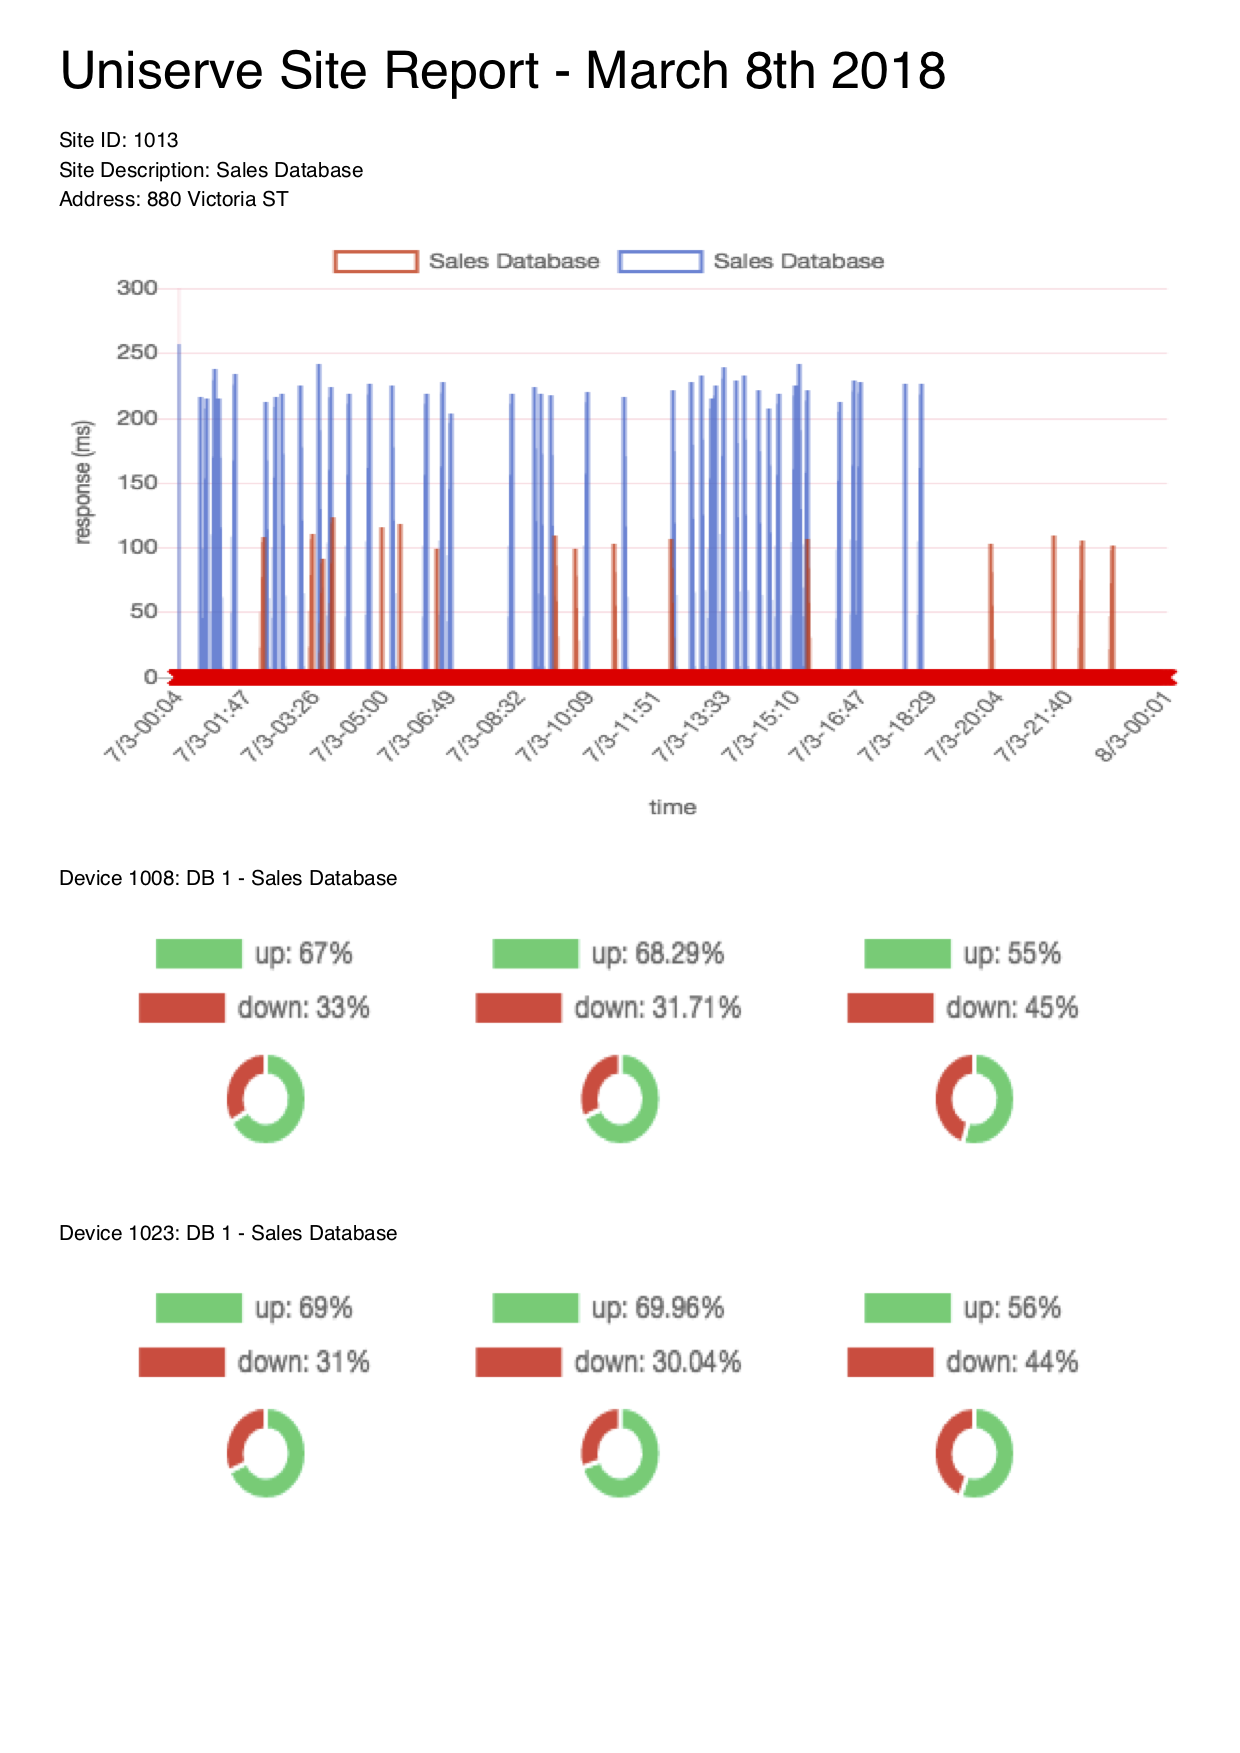 Uniserve Site Report - March 8th 2018
Site ID: 1013
Site Description: Sales Database
Address: 880 Victoria ST
Sales Database Sales Database
300
250
200
150
100
50
0
response (ms)
7/3-00:04 7/3-01:47 7/3-03:26 7/3-05:00 7/3-06:49 7/3-08:32 7/3-10:09 7/3-11:51 7/3-13:33 7/3-15:10 7/3-16:47 7/3-18:29 7/3-20:04 7/3-21:40 8/3-00:01
time
Device 1008: DB 1 - Sales Database
up: 67% up: 68.29% up: 55%
down: 33% down: 31.71% down: 45%
Device 1023: DB 1 - Sales Database
up: 69% up: 69.96% up: 56%
down: 31% down: 30.04% down: 44%